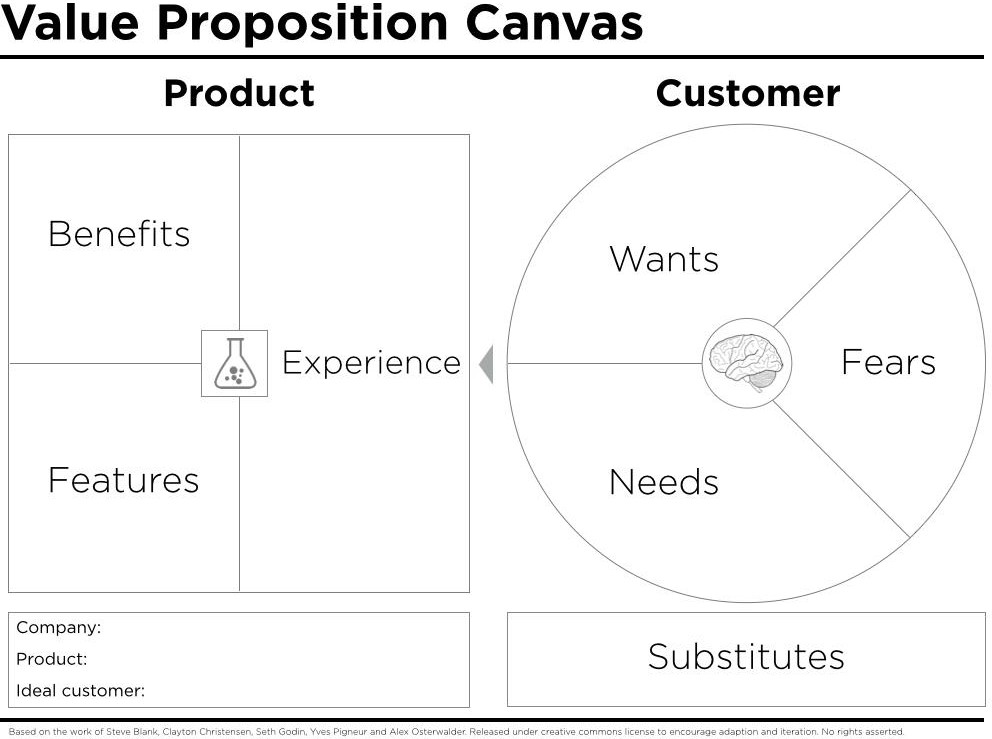 Value Proposition Canvas
Product
Customer
Benefits
Experience
Features
Wants
Fears
Needs
Company:
Product:
Ideal customer:
Substitutes
Based on the work of Steve Blank, Clayton Christensen, Seth Godin, Yves Pigneur and Alex Osterwalder. Released under creative commons license to encourage adaption and iteration. No rights asserted.